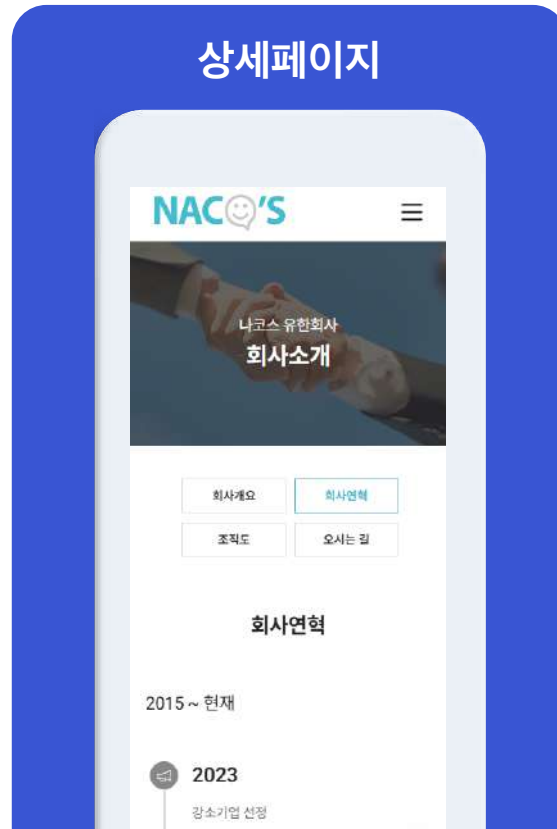 상세페이지
NACO'S
나코스 유한회사
회사소개
회사개요 회사연혁
조직도 오시는 길
회사연혁
2015 ~ 현재
2023
강소기업 선정